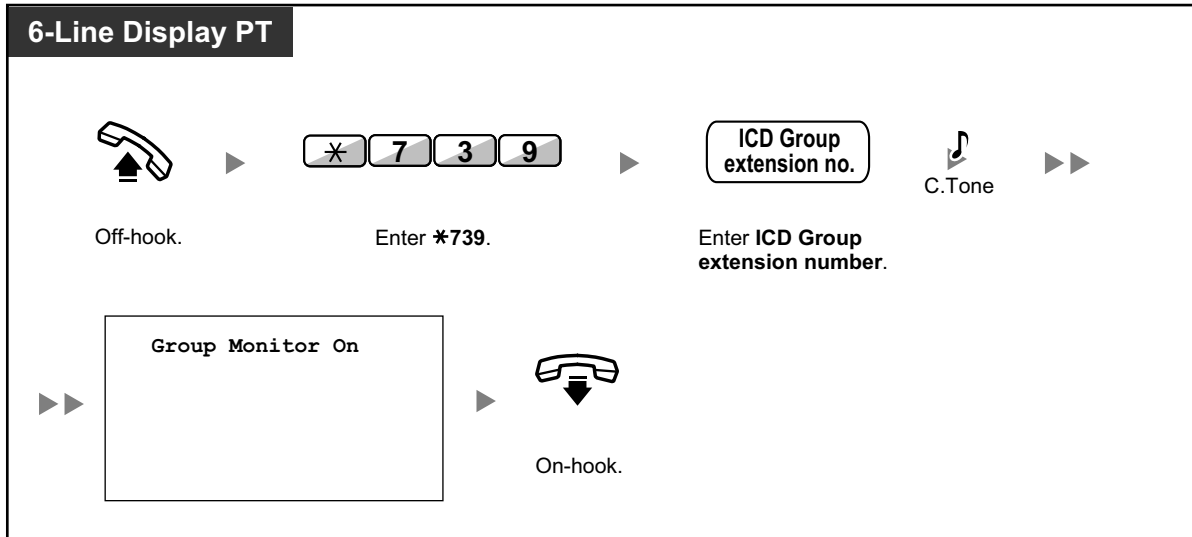 6-Line Display PT
* 7 3 9
ICD Group
extension no.
C.Tone
Off-hook.
Enter *739.
Enter ICD Group
extension number.
Group Monitor On
On-hook.